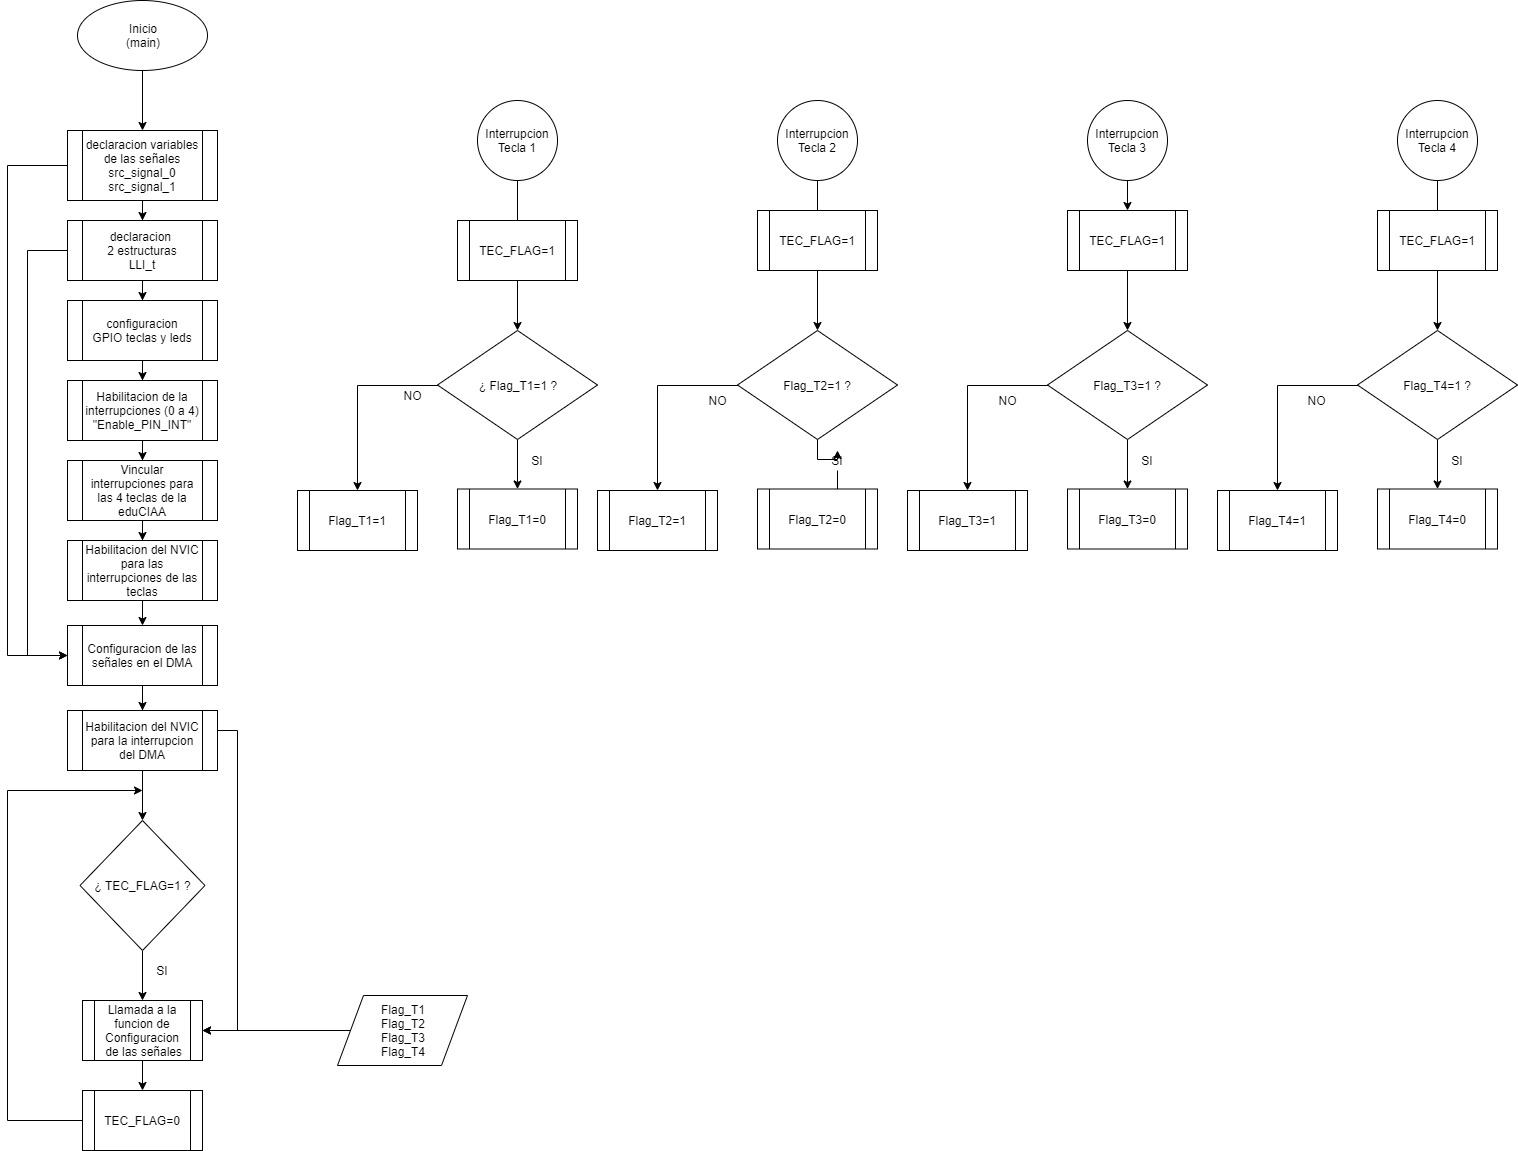 Inicio
(main)
declaracion variables
de las señales
src_signal_0
src_signal_1
declaracion
2 estructuras
LLI_t
configuracion
GPIO teclas y leds
Habilitacion de la
interrupciones (0 a 4)
"Enable_PIN_INT"
Vincular
interrupciones para
las 4 teclas de la
eduCIAA
Habilitacion del NVIC
para las
interrupciones de las
teclas
Configuracion de las
señales en el DMA
Habilitacion del NVIC
para la interrupcion
del DMA
¿ TEC_FLAG=1 ?
SI
Llamada a la
funcion de
Configuracion
de las señales
TEC_FLAG=0
Flag_T1
Flag_T2
Flag_T3
Flag_T4
Interrupcion
Tecla 1
TEC_FLAG=1
¿ Flag_T1=1 ?
NO
SI
Flag_T1=1
Flag_T1=0
Interrupcion
Tecla 2
TEC_FLAG=1
Flag_T2=1 ?
NO
SI
Flag_T2=1
Flag_T2=0
Interrupcion
Tecla 3
TEC_FLAG=1
Flag_T3=1 ?
NO
SI
Flag_T3=1
Flag_T3=0
Interrupcion
Tecla 4
TEC_FLAG=1
Flag_T4=1 ?
NO
SI
Flag_T4=1
Flag_T4=0